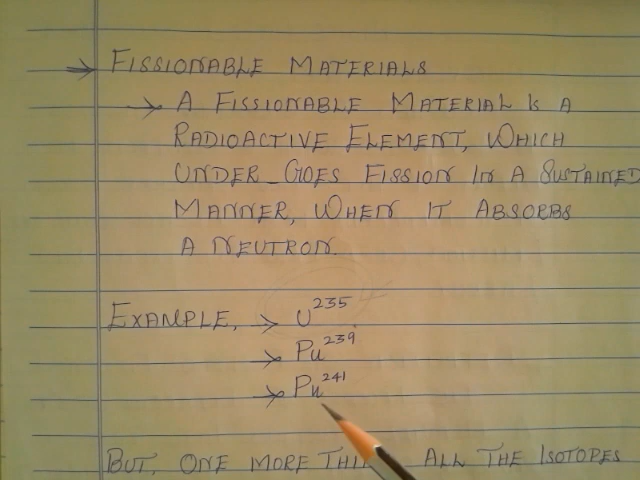 → FISSIONABLE MATERIALS
→ A FISSIONABLE MATERIAL IS A
RADIOACTIVE ELEMENT, WHICH
UNDER-GOES FISSION IN A SUSTAINED
MANNER, WHEN IT ABSORBS
A NEUTRON.
EXAMPLE, → U²³⁵.
→ Pu²³⁹
→ Pu²⁴¹
BUT, ONE MORE ALL THE ISOTOPES